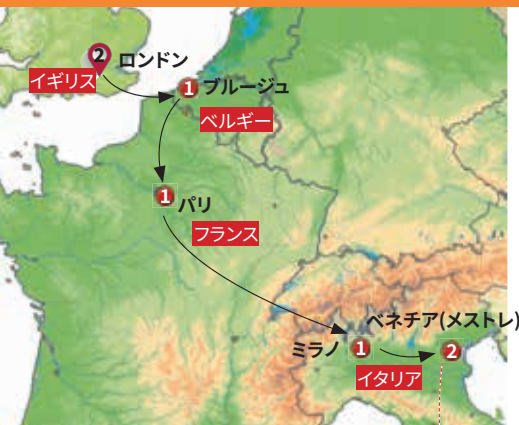 2 ロンドン
イギリス
1 ブルージュ
ベルギー
1 パリ
フランス
ベネチア(メストレ)
ミラノ 1 2
イタリア